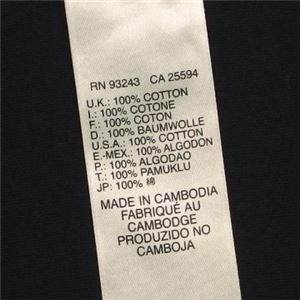 RN 93243 CA 25594
U.K.: 100% COTTON
I.: 100% COTONE
F.: 100% COTON
D.: 100% BAUMWOLLE
U.S.A.: 100% COTTON
E.-MEX.: 100% ALGODON
P.: 100% ALGODAO
T.: 100% PAMUKLU
JP: 100% 綿
MADE IN CAMBODIA
FABRIQUÉ AU
CAMBODGE
PRODUZIDO NO
CAMBOJA